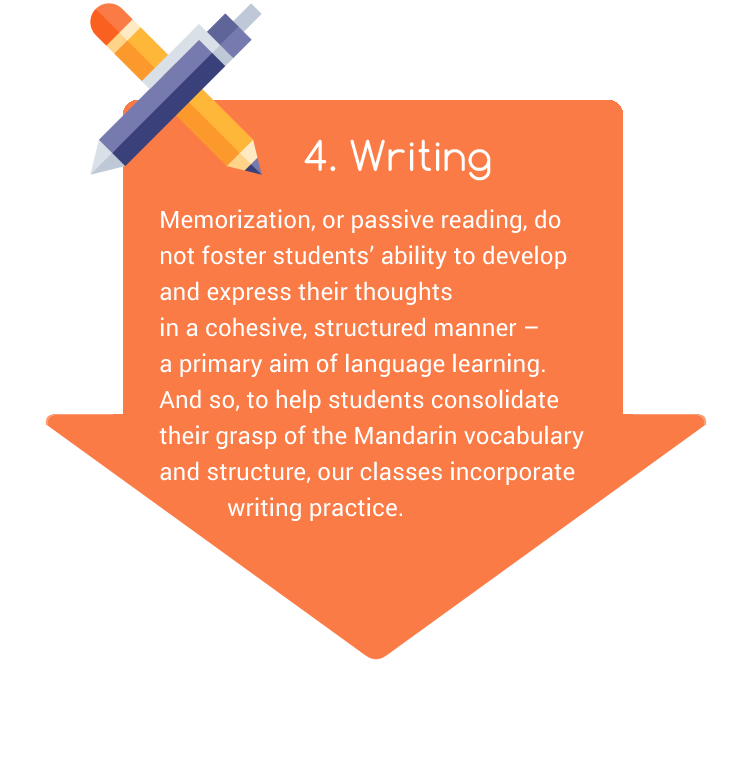 4. Writing
Memorization, or passive reading, do
not foster students’ ability to develop
and express their thoughts
in a cohesive, structured manner –
a primary aim of language learning.
And so, to help students consolidate
their grasp of the Mandarin vocabulary
and structure, our classes incorporate
writing practice.